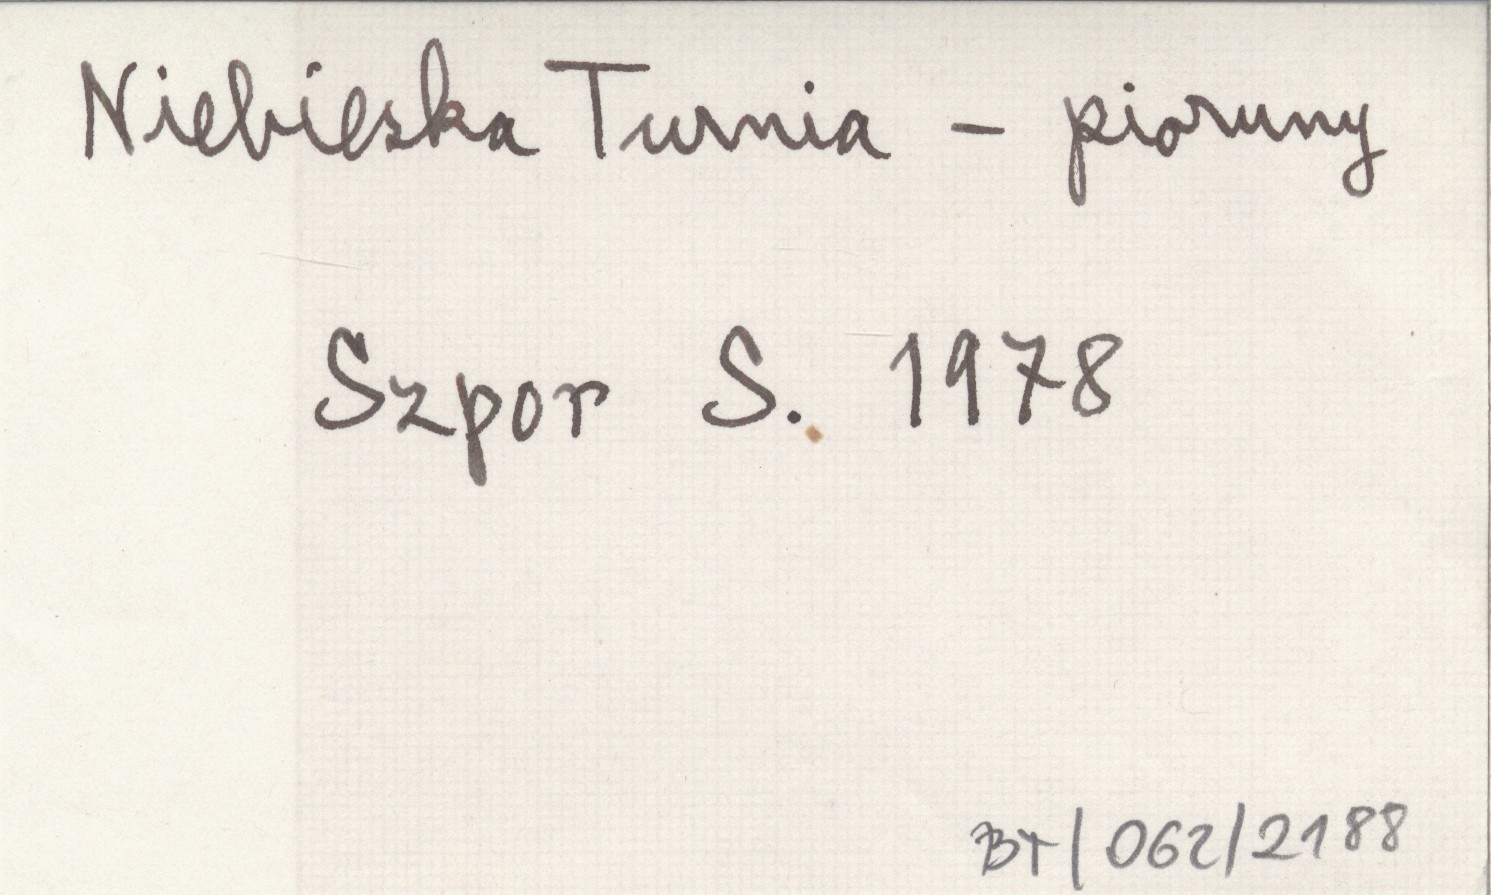 Niebieska Turnia - pioruny
Szpor S. 1978
BT/062/2188